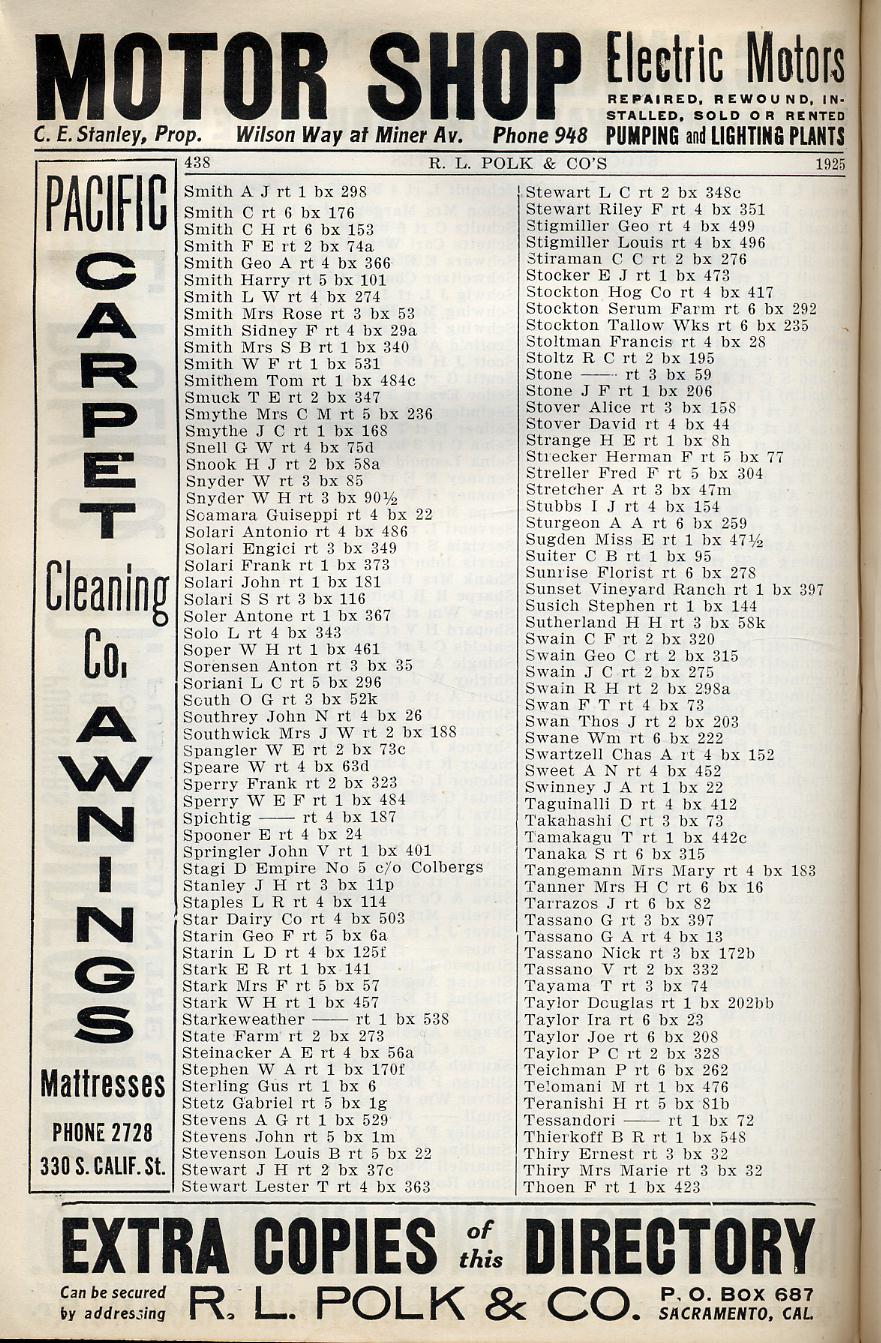 MOTOR SHOP
Electric Motors
REPAIRED, REWOUND, IN-
STALLED, SOLD OR RENTED
C. E. Stanley, Prop. Wilson Way at Miner Av. Phone 948 PUMPING and LIGHTING PLANTS
438 R. L. POLK & CO'S 1925
PACIFIC
CARPET
Cleaning
Co.
AWNINGS
Mattresses
PHONE 2728
330 S. CALIF. St.
Smith A J rt 1 bx 298
Smith C rt 6 bx 176
Smith C H rt 6 bx 153
Smith F E rt 2 bx 74a
Smith Geo A rt 4 bx 366
Smith Harry rt 5 bx 101
Smith L W rt 4 bx 274
Smith Mrs Rose rt 3 bx 53
Smith Sidney F rt 4 bx 29a
Smith Mrs S B rt 1 bx 340
Smith W F rt 1 bx 531
Smithem Tom rt 1 bx 484c
Smuck T E rt 2 bx 347
Smythe Mrs C M rt 5 bx 236
Smythe J C rt 1 bx 168
Snell G W rt 4 bx 75d
Snook H J rt 2 bx 58a
Snyder W rt 3 bx 85
Snyder W H rt 3 bx 90½
Soamara Guiseppi rt 4 bx 22
Solari Antonio rt 4 bx 486
Solari Engici rt 3 bx 349
Solari Frank rt 1 bx 373
Solari John rt 1 bx 181
Solari S S rt 3 bx 116
Soler Antone rt 1 bx 367
Solo L rt 4 bx 343
Soper W H rt 1 bx 461
Sorensen Anton rt 3 bx 35
Soriani L C rt 5 bx 296
South O G rt 3 bx 52k
Southrey John N rt 4 bx 26
Southwick Mrs J W rt 2 bx 188
Spangler W E rt 2 bx 73c
Speare W rt 4 bx 63d
Sperry Frank rt 2 bx 323
Sperry W E F rt 1 bx 484
Spichtig —— rt 4 bx 187
Spooner E rt 4 bx 24
Springler John V rt 1 bx 401
Stagi D Empire No 5 c/o Colbergs
Stanley J H rt 3 bx 11p
Staples L R rt 4 bx 114
Star Dairy Co rt 4 bx 503
Starin Geo F rt 5 bx 6a
Starin L D rt 4 bx 125f
Stark E R rt 1 bx 141
Stark Mrs F rt 5 bx 57
Stark W H rt 1 bx 457
Starkeweather —— rt 1 bx 538
State Farm rt 2 bx 273
Steinacker A E rt 4 bx 56a
Stephen W A rt 1 bx 170f
Sterling Gus rt 1 bx 6
Stetz Gabriel rt 5 bx 1g
Stevens A G rt 1 bx 529
Stevens John rt 5 bx 1m
Stevenson Louis B rt 5 bx 22
Stewart J H rt 2 bx 37c
Stewart Lester T rt 4 bx 363
Stewart L C rt 2 bx 348c
Stewart Riley F rt 4 bx 351
Stigmiller Geo rt 4 bx 499
Stigmiller Louis rt 4 bx 496
Stiraman C C rt 2 bx 276
Stocker E J rt 1 bx 473
Stockton Hog Co rt 4 bx 417
Stockton Serum Farm rt 6 bx 292
Stockton Tallow Wks rt 6 bx 235
Stoltman Francis rt 4 bx 28
Stoltz R C rt 2 bx 195
Stone —— rt 3 bx 59
Stone J F rt 1 bx 206
Stover Alice rt 3 bx 158
Stover David rt 4 bx 44
Strange H E rt 1 bx 8h
Strecker Herman F rt 5 bx 77
Streller Fred F rt 5 bx 304
Stretcher A rt 3 bx 47m
Stubbs I J rt 4 bx 154
Sturgeon A A rt 6 bx 259
Sugden Miss E rt 1 bx 47½
Suiter C B rt 1 bx 95
Sunrise Florist rt 6 bx 278
Sunset Vineyard Ranch rt 1 bx 397
Susich Stephen rt 1 bx 144
Sutherland H H rt 3 bx 58k
Swain C F rt 2 bx 320
Swain Geo C rt 2 bx 315
Swain J C rt 2 bx 275
Swain R H rt 2 bx 298a
Swan F T rt 4 bx 73
Swan Thos J rt 2 bx 203
Swane Wm rt 6 bx 222
Swartzell Chas A rt 4 bx 152
Sweet A N rt 4 bx 452
Swinney J A rt 1 bx 22
Taguinalli D rt 4 bx 412
Takahashi C rt 3 bx 73
Tamakagu T rt 1 bx 442c
Tanaka S rt 6 bx 315
Tangemann Mrs Mary rt 4 bx 183
Tanner Mrs H C rt 6 bx 16
Tarrazos J rt 6 bx 82
Tassano G rt 3 bx 397
Tassano G A rt 4 bx 13
Tassano Nick rt 3 bx 172b
Tassano V rt 2 bx 332
Tayama T rt 3 bx 74
Taylor Douglas rt 1 bx 202bb
Taylor Ira rt 6 bx 23
Taylor Joe rt 6 bx 208
Taylor P C rt 2 bx 328
Teichman P rt 6 bx 262
Telomani M rt 1 bx 476
Teranishi H rt 5 bx 81b
Tessandori —— rt 1 bx 72
Thierkoff B R rt 1 bx 548
Thiry Ernest rt 3 bx 32
Thiry Mrs Marie rt 3 bx 32
Thoen F rt 1 bx 423
EXTRA COPIES of this DIRECTORY
Can be secured
by addressing
R. L. POLK & CO.
P. O. BOX 687
SACRAMENTO, CAL.